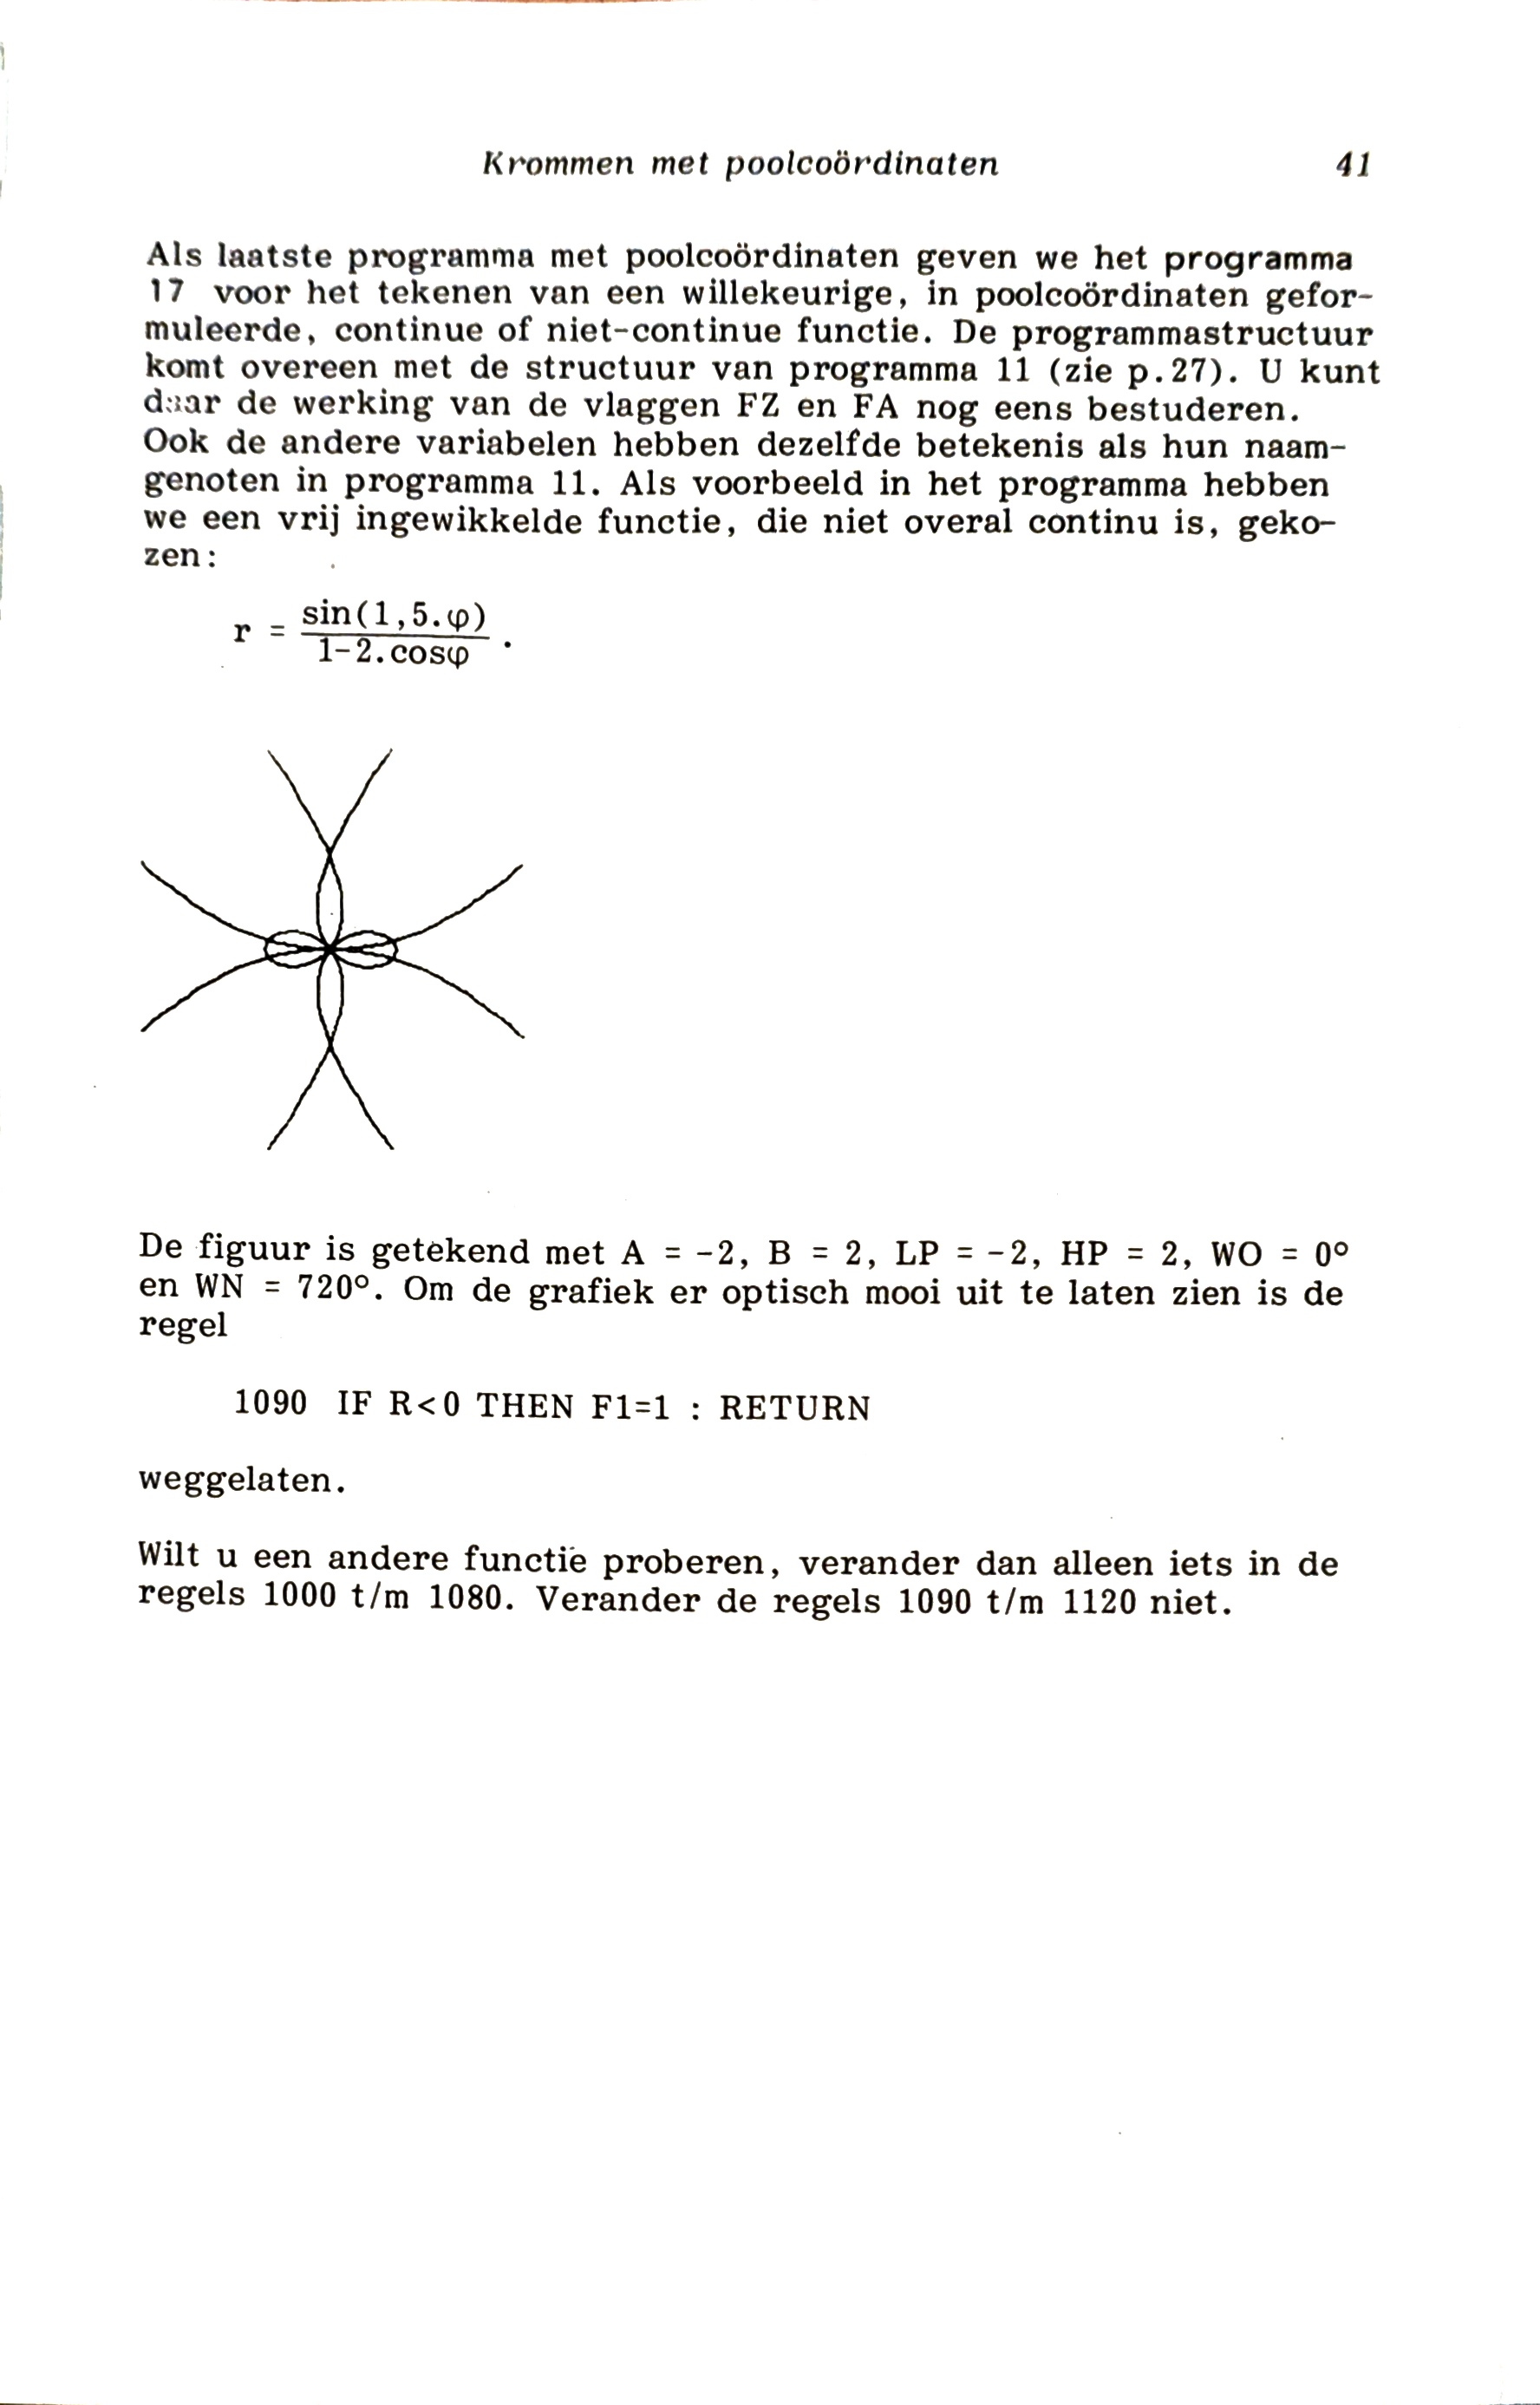 Krommen met poolcoördinaten 41
Als laatste programma met poolcoördinaten geven we het programma
17 voor het tekenen van een willekeurige, in poolcoördinaten gefor-
muleerde, continue of niet-continue functie. De programmastructuur
komt overeen met de structuur van programma 11 (zie p.27). U kunt
daar de werking van de vlaggen FZ en FA nog eens bestuderen.
Ook de andere variabelen hebben dezelfde betekenis als hun naam-
genoten in programma 11. Als voorbeeld in het programma hebben
we een vrij ingewikkelde functie, die niet overal continu is, geko-
zen:
r = sin(1,5.φ)
1-2.cosφ .
De figuur is getekend met A = -2, B = 2, LP = -2, HP = 2, WO = 0°
en WN = 720°. Om de grafiek er optisch mooi uit te laten zien is de
regel
1090 IF R<0 THEN F1=1 : RETURN
weggelaten.
Wilt u een andere functie proberen, verander dan alleen iets in de
regels 1000 t/m 1080. Verander de regels 1090 t/m 1120 niet.